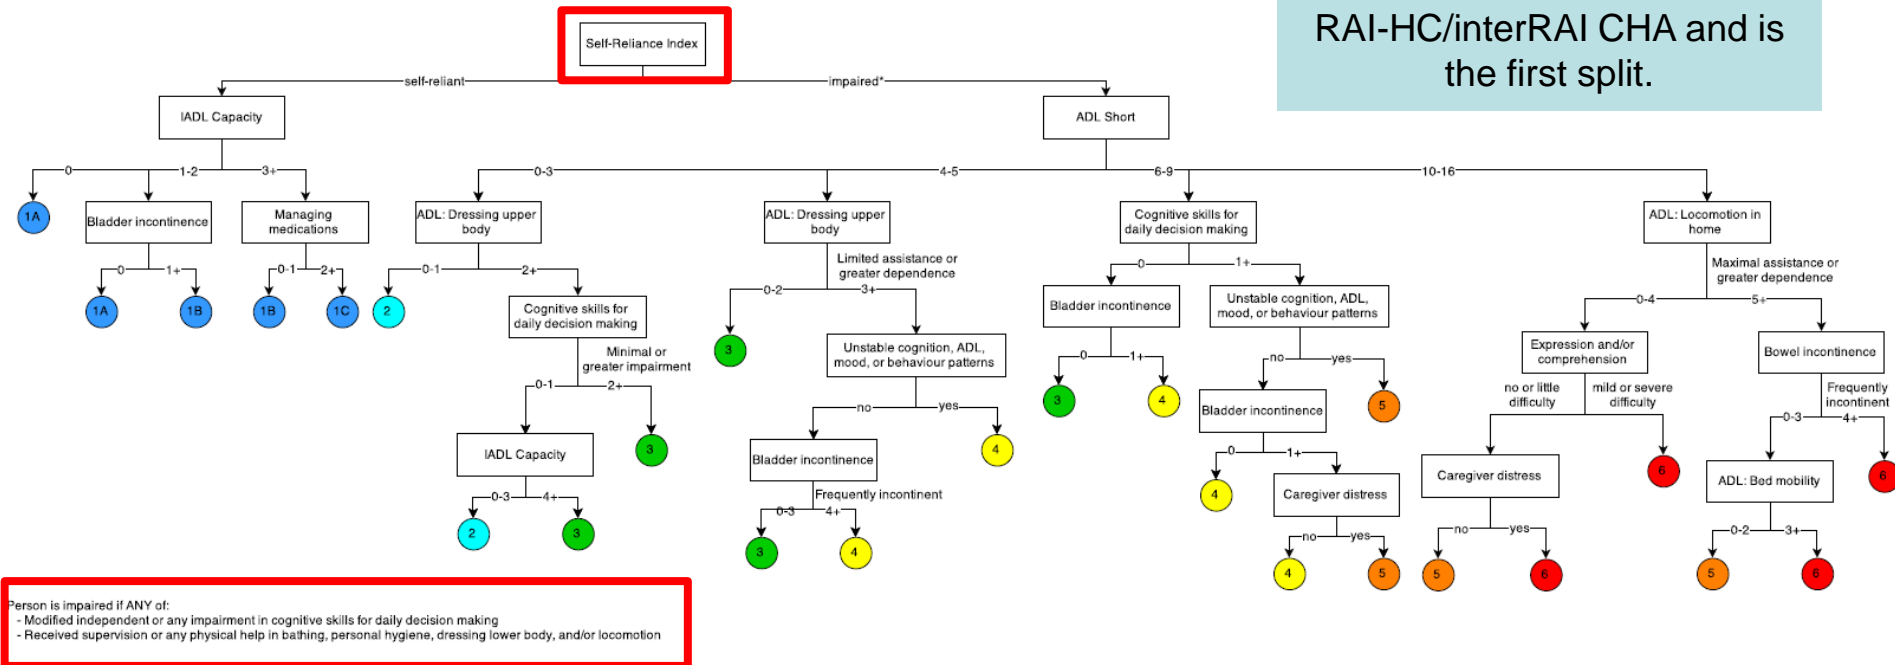 RAI-HC/interRAI CHA and is
the first split.
Self-Reliance Index
self-reliant
impaired*
IADL Capacity
ADL Short
0
1-2
3+
0-3
4-5
6-9
10-16
1A
Bladder incontinence
Managing
medications
ADL: Dressing upper
body
ADL: Dressing upper
body
Cognitive skills for
daily decision making
ADL: Locomotion in
home
0
1+
0-1
2+
0-1
2+
Limited assistance or
greater dependence
0-2
3+
0
1+
Maximal assistance or
greater dependence
0-4
5+
1A
1B
1B
1C
2
Cognitive skills for
daily decision making
Minimal or
greater impairment
0-1
2+
3
Unstable cognition, ADL,
mood, or behaviour patterns
no
yes
Bladder incontinence
0
1+
Unstable cognition, ADL,
mood, or behaviour patterns
no
yes
Expression and/or
comprehension
no or little
difficulty
mild or severe
difficulty
Bowel incontinence
Frequently
incontinent
0-3
4+
IADL Capacity
3
0-3
4+
2
3
Bladder incontinence
4
Frequently incontinent
0-3
4+
3
4
3
4
Bladder incontinence
5
0
1+
4
Caregiver distress
no
yes
4
5
Caregiver distress
6
no
yes
5
6
ADL: Bed mobility
6
0-2
3+
5
6
Person is impaired if ANY of:
- Modified independent or any impairment in cognitive skills for daily decision making
- Received supervision or any physical help in bathing, personal hygiene, dressing lower body, and/or locomotion